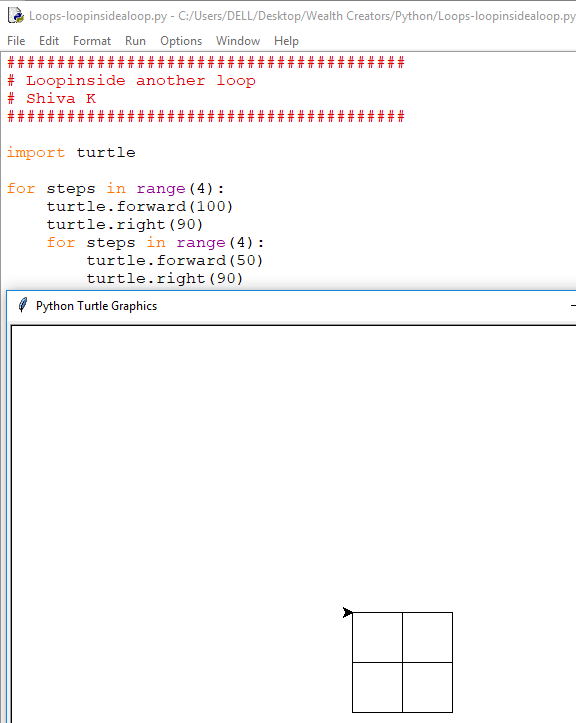 Loops-loopinsidealoop.py - C:/Users/DELL/Desktop/Wealth Creators/Python/Loops-loopinsidealoop.py
File Edit Format Run Options Window Help
########################################
# Loopinside another loop
# Shiva K
########################################
import turtle
for steps in range(4):
    turtle.forward(100)
    turtle.right(90)
    for steps in range(4):
        turtle.forward(50)
        turtle.right(90)
Python Turtle Graphics